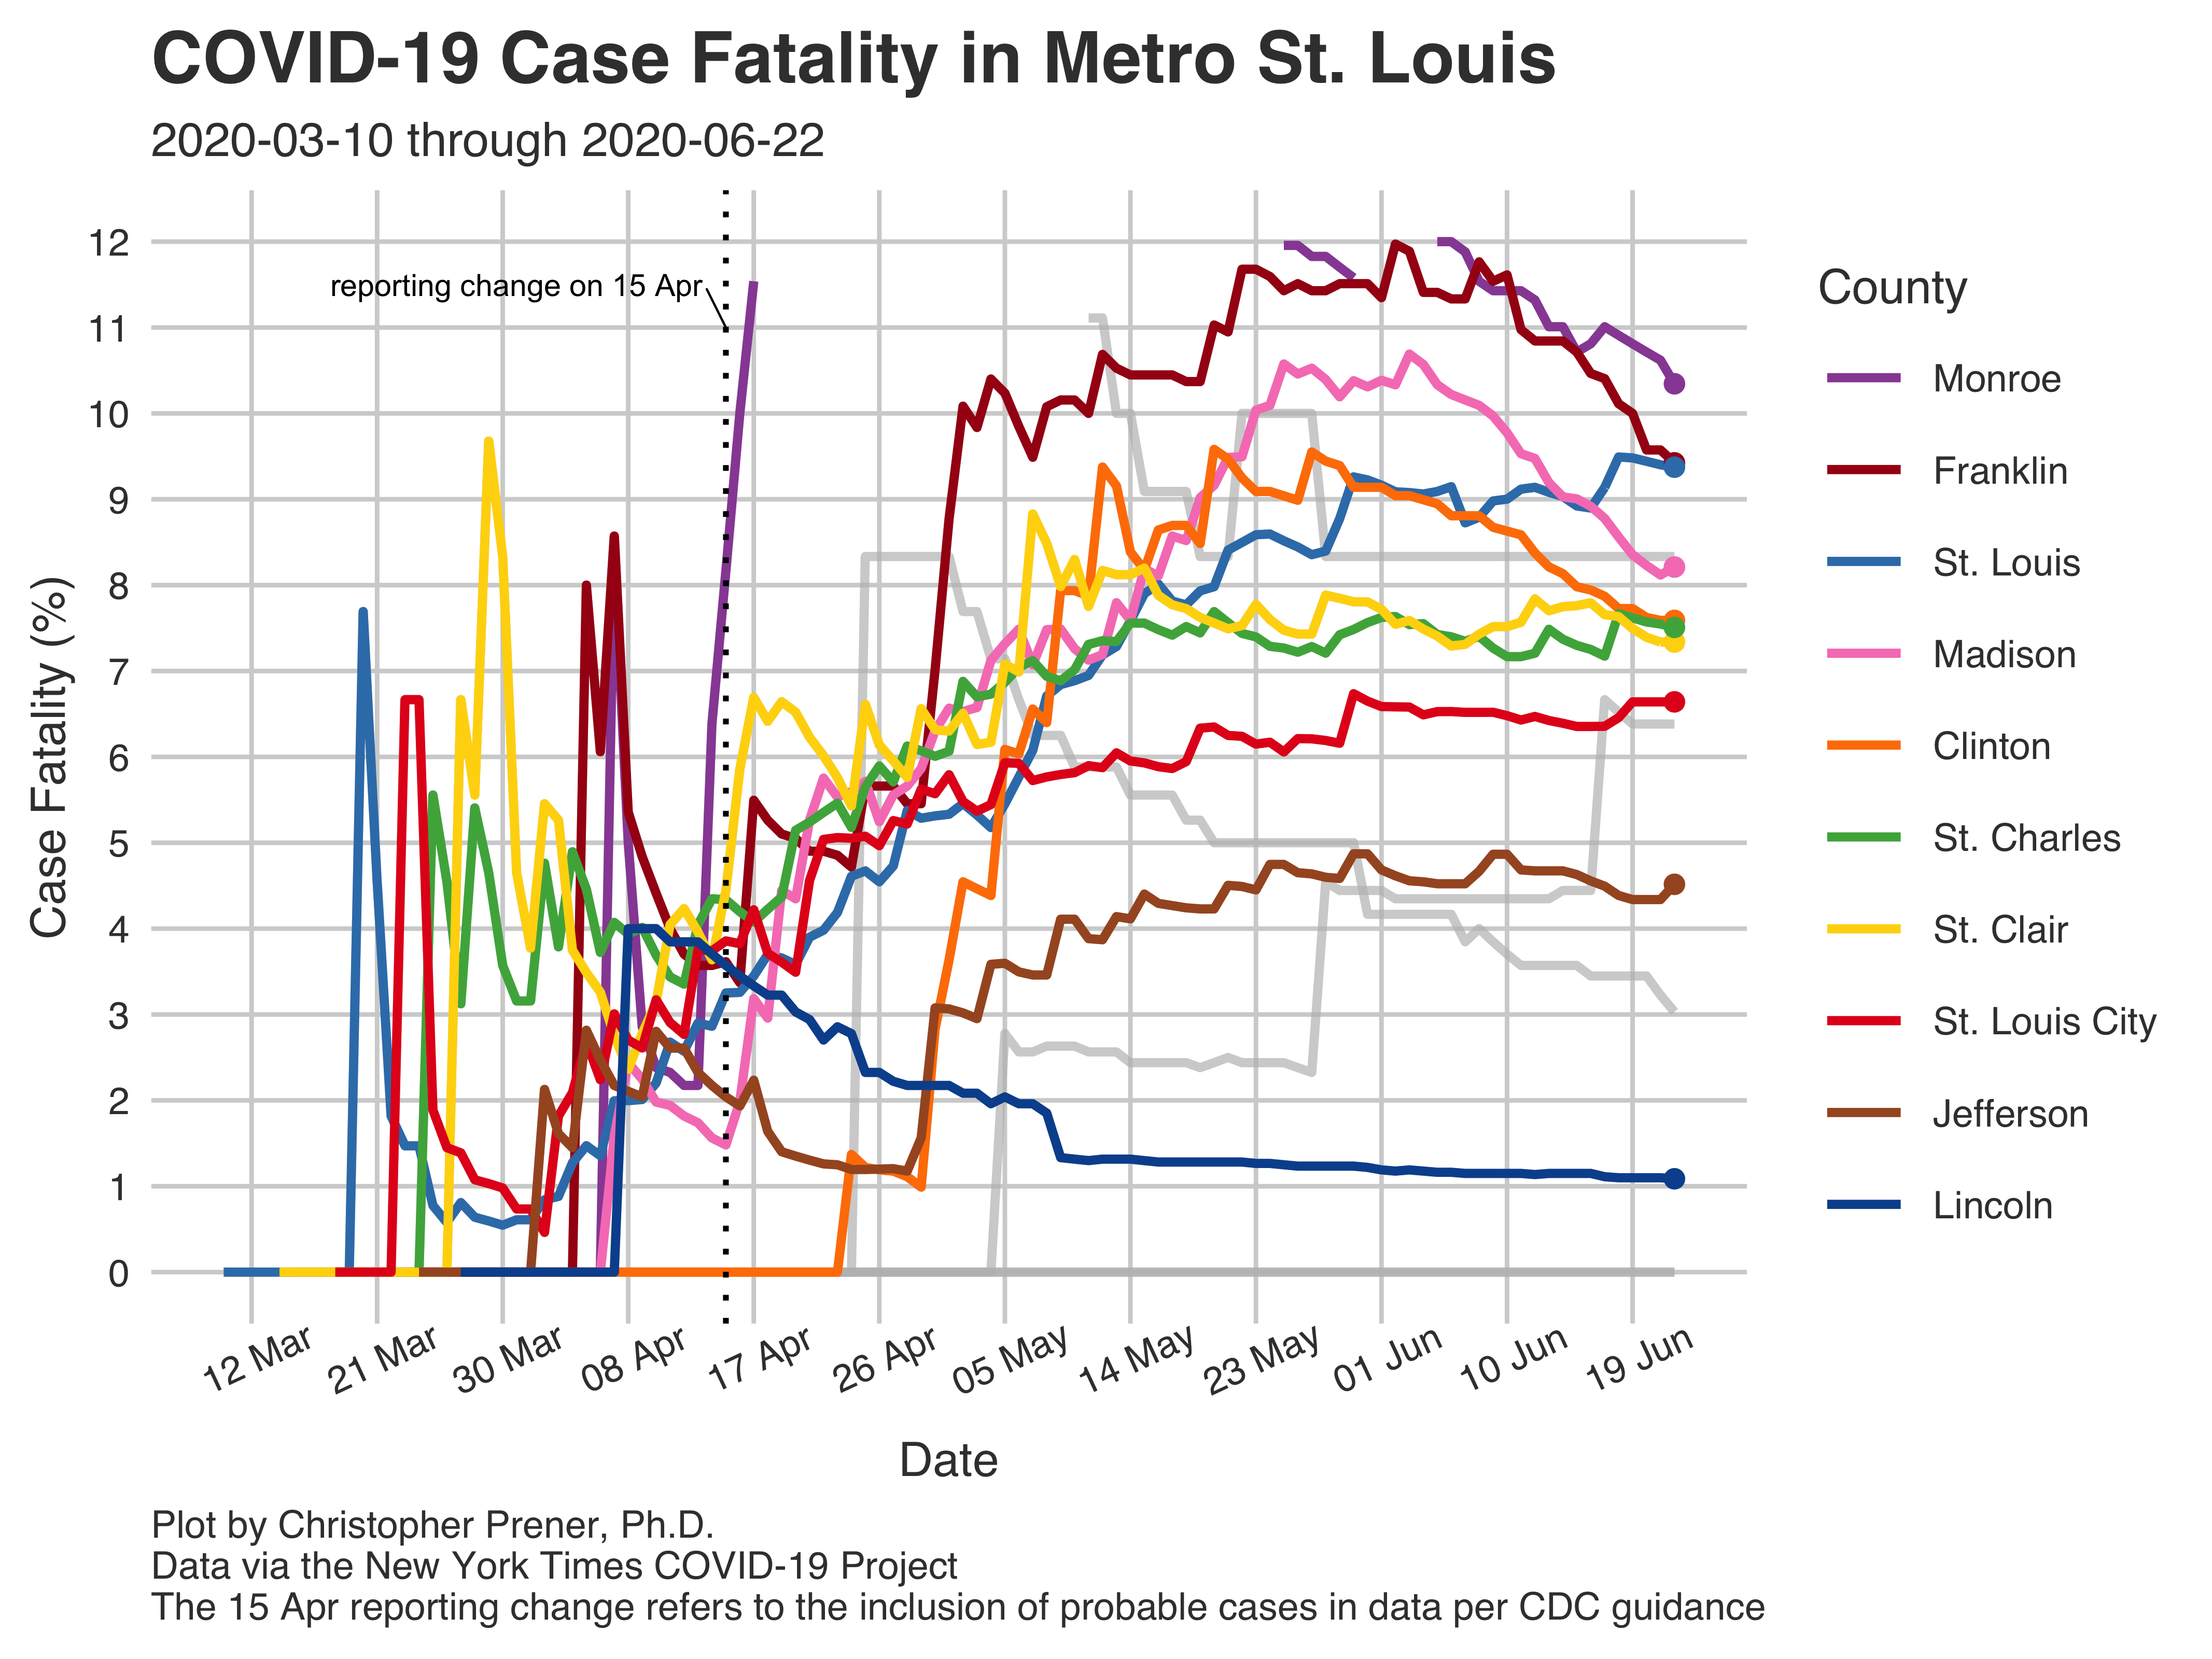 COVID-19 Case Fatality in Metro St. Louis
2020-03-10 through 2020-06-22
Case Fatality (%)
12
11
10
9
8
7
6
5
4
3
2
1
0
reporting change on 15 Apr
12 Mar
21 Mar
30 Mar
08 Apr
17 Apr
26 Apr
05 May
14 May
23 May
01 Jun
10 Jun
19 Jun
Date
County
Monroe
Franklin
St. Louis
Madison
Clinton
St. Charles
St. Clair
St. Louis City
Jefferson
Lincoln
Plot by Christopher Prener, Ph.D.
Data via the New York Times COVID-19 Project
The 15 Apr reporting change refers to the inclusion of probable cases in data per CDC guidance